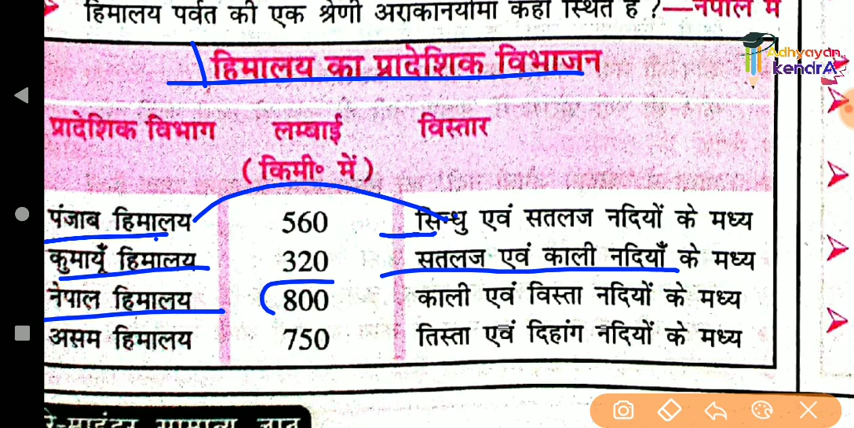 हिमालय पर्वत की एक श्रेणी अराकानयोमा कहाँ स्थित है ?—नेपाल में
Adhyayan
kendrA
हिमालय का प्रादेशिक विभाजन
प्रादेशिक विभाग लम्बाई विस्तार
(किमी० में)
पंजाब हिमालय 560 सिन्धु एवं सतलज नदियों के मध्य
कुमायूँ हिमालय 320 सतलज एवं काली नदियाँ के मध्य
नेपाल हिमालय 800 काली एवं विस्ता नदियों के मध्य
असम हिमालय 750 तिस्ता एवं दिहांग नदियों के मध्य